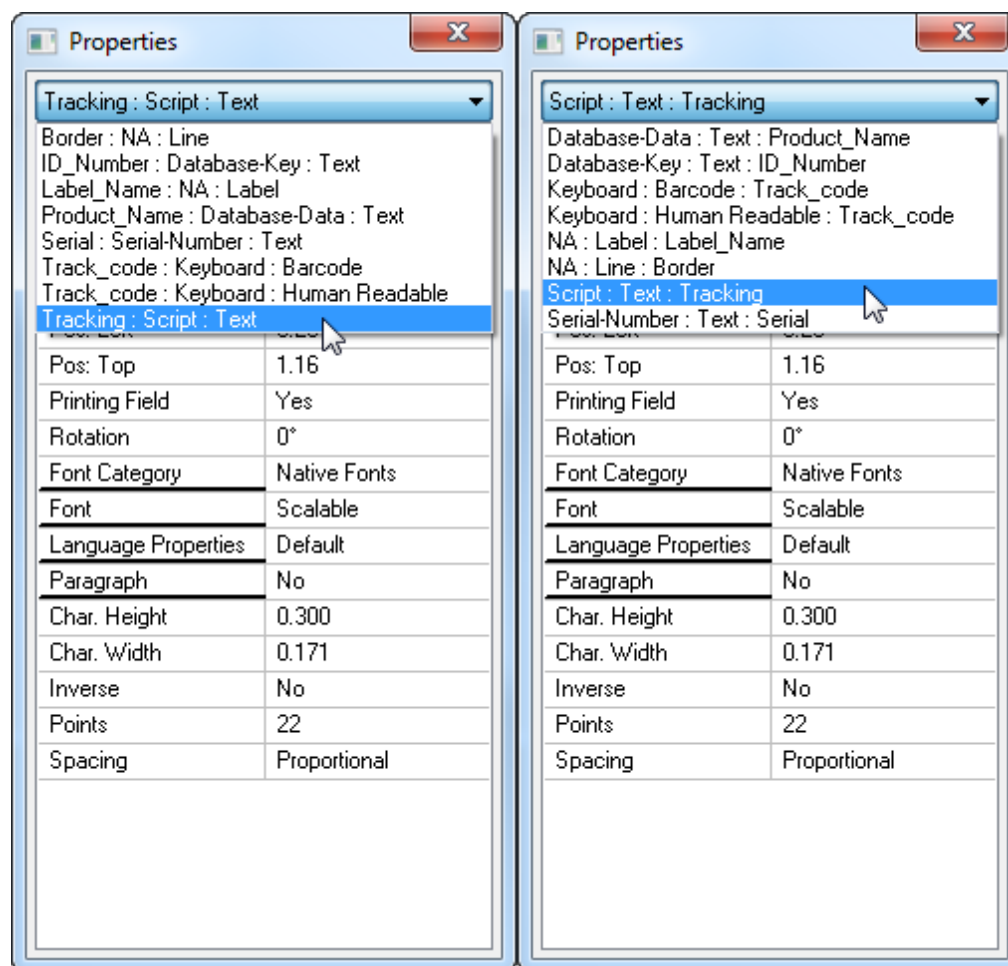 Properties
Tracking : Script : Text
Border : NA : Line
ID_Number : Database-Key : Text
Label_Name : NA : Label
Product_Name : Database-Data : Text
Serial : Serial-Number : Text
Track_code : Keyboard : Barcode
Track_code : Keyboard : Human Readable
Tracking : Script : Text
Pos: Top 1.16
Printing Field Yes
Rotation 0°
Font Category Native Fonts
Font Scalable
Language Properties Default
Paragraph No
Char. Height 0.300
Char. Width 0.171
Inverse No
Points 22
Spacing Proportional
Properties
Script : Text : Tracking
Database-Data : Text : Product_Name
Database-Key : Text : ID_Number
Keyboard : Barcode : Track_code
Keyboard : Human Readable : Track_code
NA : Label : Label_Name
NA : Line : Border
Script : Text : Tracking
Serial-Number : Text : Serial
Pos: Top 1.16
Printing Field Yes
Rotation 0°
Font Category Native Fonts
Font Scalable
Language Properties Default
Paragraph No
Char. Height 0.300
Char. Width 0.171
Inverse No
Points 22
Spacing Proportional